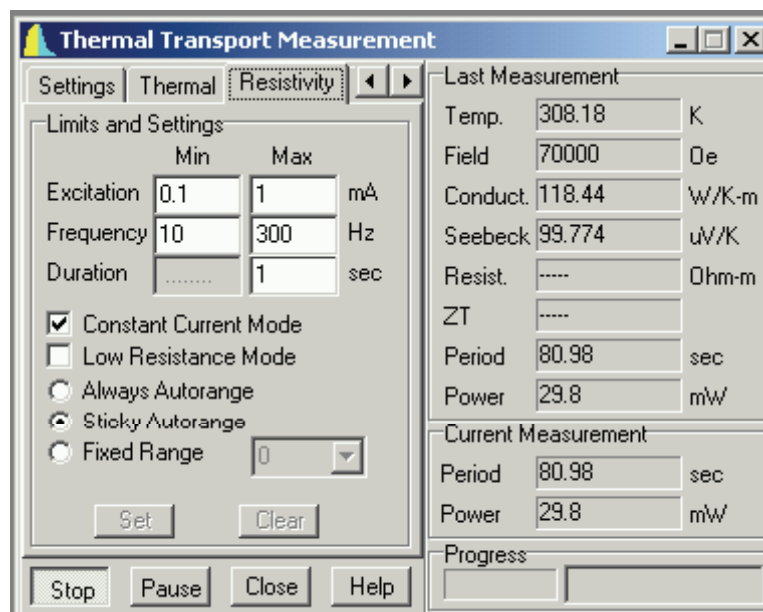 Thermal Transport Measurement
Settings Thermal Resistivity
Limits and Settings
Min Max
Excitation 0.1 1 mA
Frequency 10 300 Hz
Duration ........ 1 sec
Constant Current Mode
Low Resistance Mode
Always Autorange
Sticky Autorange
Fixed Range 0
Set Clear
Stop Pause Close Help
Last Measurement
Temp. 308.18 K
Field 70000 Oe
Conduct. 118.44 W/K-m
Seebeck 99.774 uV/K
Resist. ----- Ohm-m
ZT -----
Period 80.98 sec
Power 29.8 mW
Current Measurement
Period 80.98 sec
Power 29.8 mW
Progress